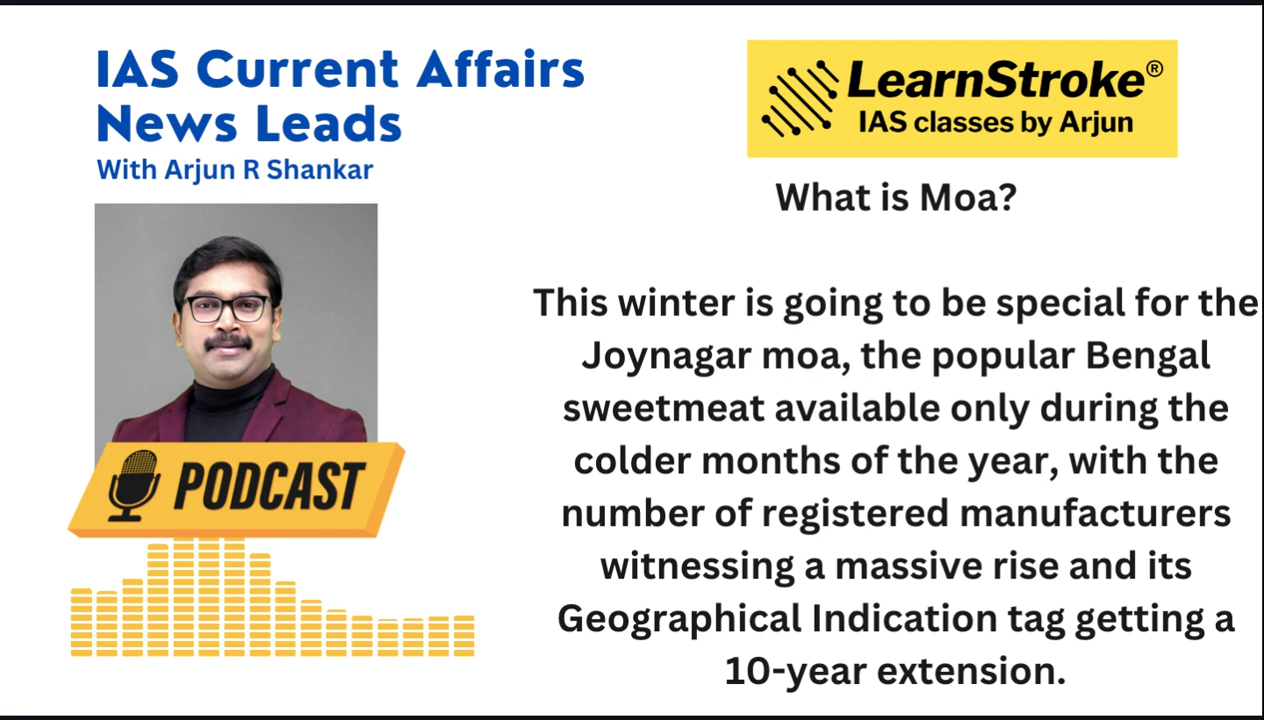 IAS Current Affairs
News Leads
With Arjun R Shankar
PODCAST
LearnStroke®
IAS classes by Arjun
What is Moa?
This winter is going to be special for the
Joynagar moa, the popular Bengal
sweetmeat available only during the
colder months of the year, with the
number of registered manufacturers
witnessing a massive rise and its
Geographical Indication tag getting a
10-year extension.